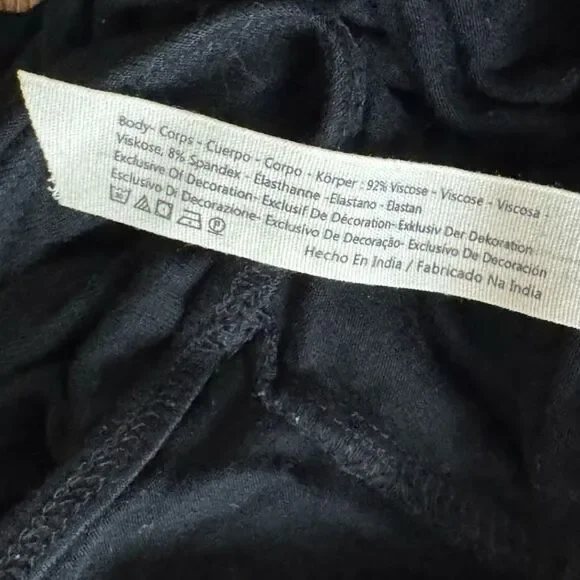 Body- Corps - Cuerpo - Corpo - Körper : 92% Viscose - Viscose - Viscosa -
Viskose, 8% Spandex - Elasthanne -Elastano - Elastan
Exclusive Of Decoration- Exclusif De Décoration- Exklusiv Der Dekoration
Esclusivo Di Decorazione- Exclusivo De Decoração- Exclusivo De Decoración
P
Hecho En India / Fabricado Na Índia